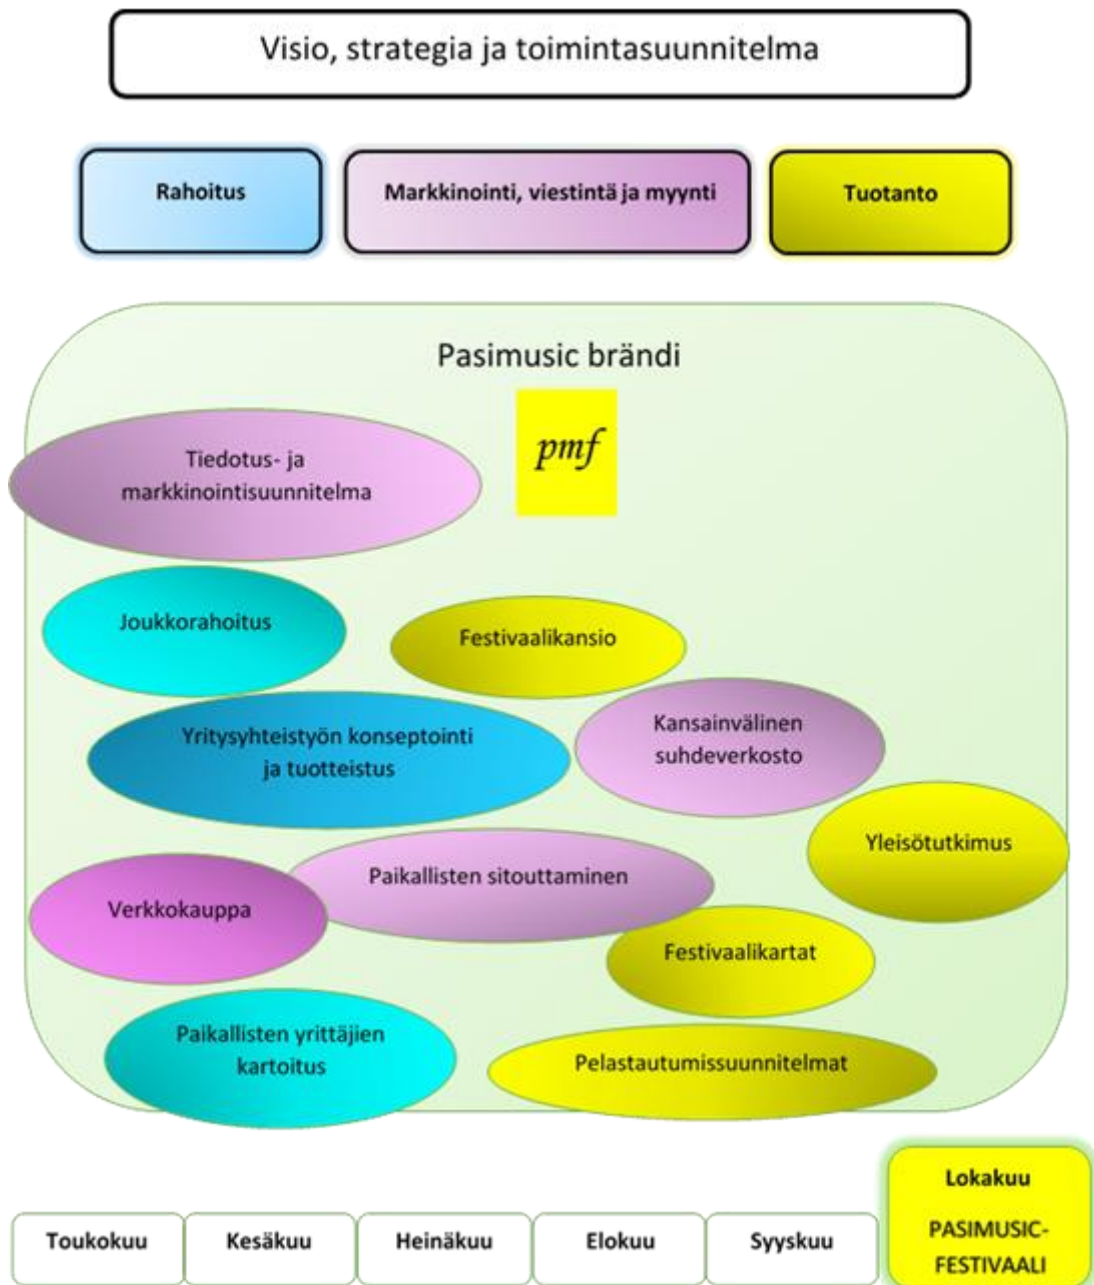 Visio, strategia ja toimintasuunnitelma
Rahoitus
Markkinointi, viestintä ja myynti
Tuotanto
Pasimusic brändi
pmf
Tiedotus- ja
markkinointisuunnitelma
Joukkorahoitus
Festivaalikansio
Yritysyhteistyön konseptointi
ja tuotteistus
Kansainvälinen
suhdeverkosto
Yleisötutkimus
Paikallisten sitouttaminen
Verkkokauppa
Festivaalikartat
Paikallisten yrittäjien
kartoitus
Pelastautumissuunnitelmat
Toukokuu
Kesäkuu
Heinäkuu
Elokuu
Syyskuu
Lokakuu
PASIMUSIC-
FESTIVAALI